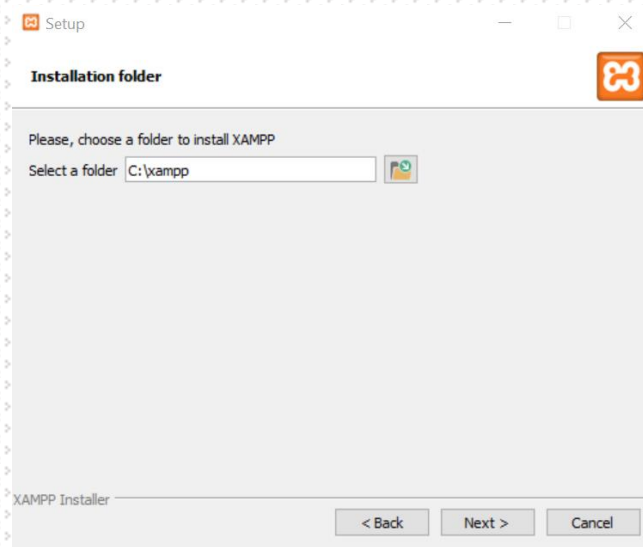 Setup
Installation folder
Please, choose a folder to install XAMPP
Select a folder C:\xampp
XAMPP Installer
< Back Next > Cancel